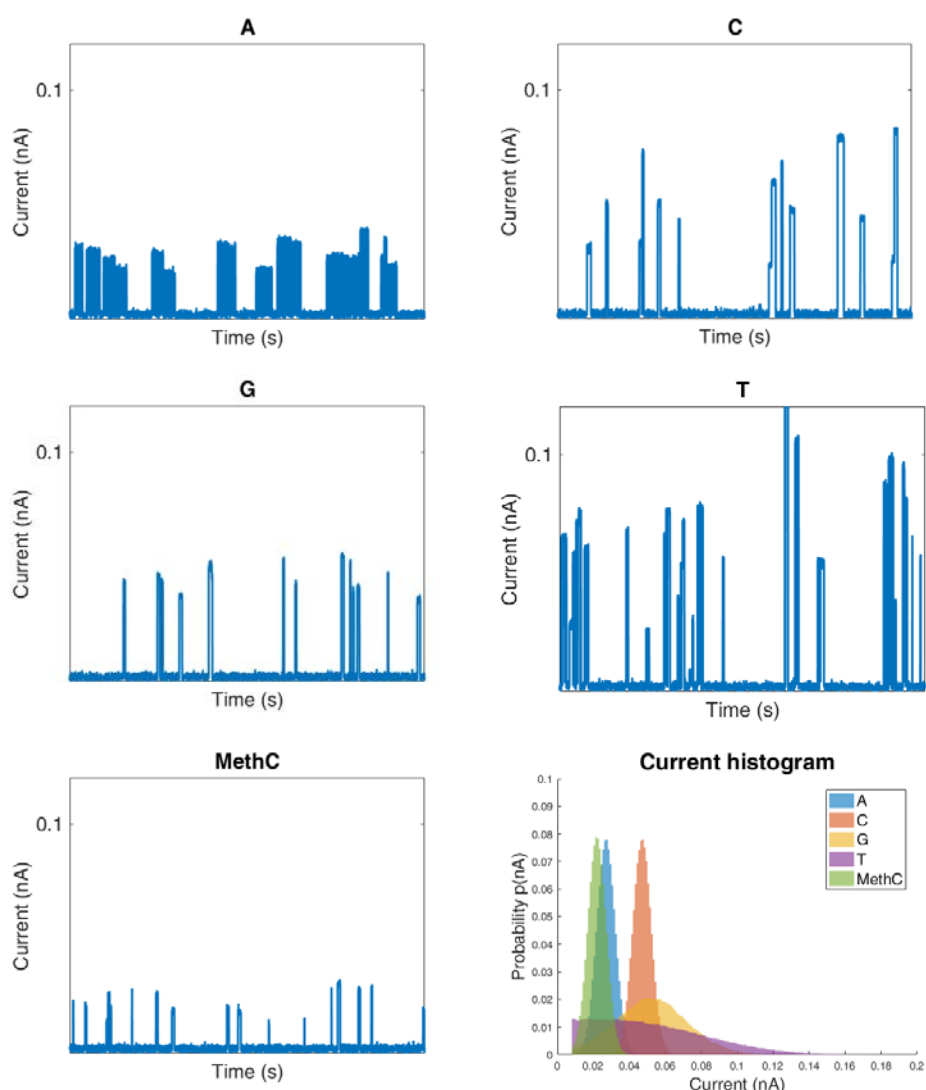 A
0.1
Current (nA)
Time (s)
C
0.1
Current (nA)
Time (s)
G
0.1
Current (nA)
Time (s)
T
0.1
Current (nA)
Time (s)
MethC
0.1
Current (nA)
Time (s)
Current histogram
0.1
0.09
0.08
0.07
0.06
0.05
0.04
0.03
0.02
0.01
0
Probability p(nA)
A
C
G
T
MethC
0 0.02 0.04 0.06 0.08 0.1 0.12 0.14 0.16 0.18 0.2
Current (nA)